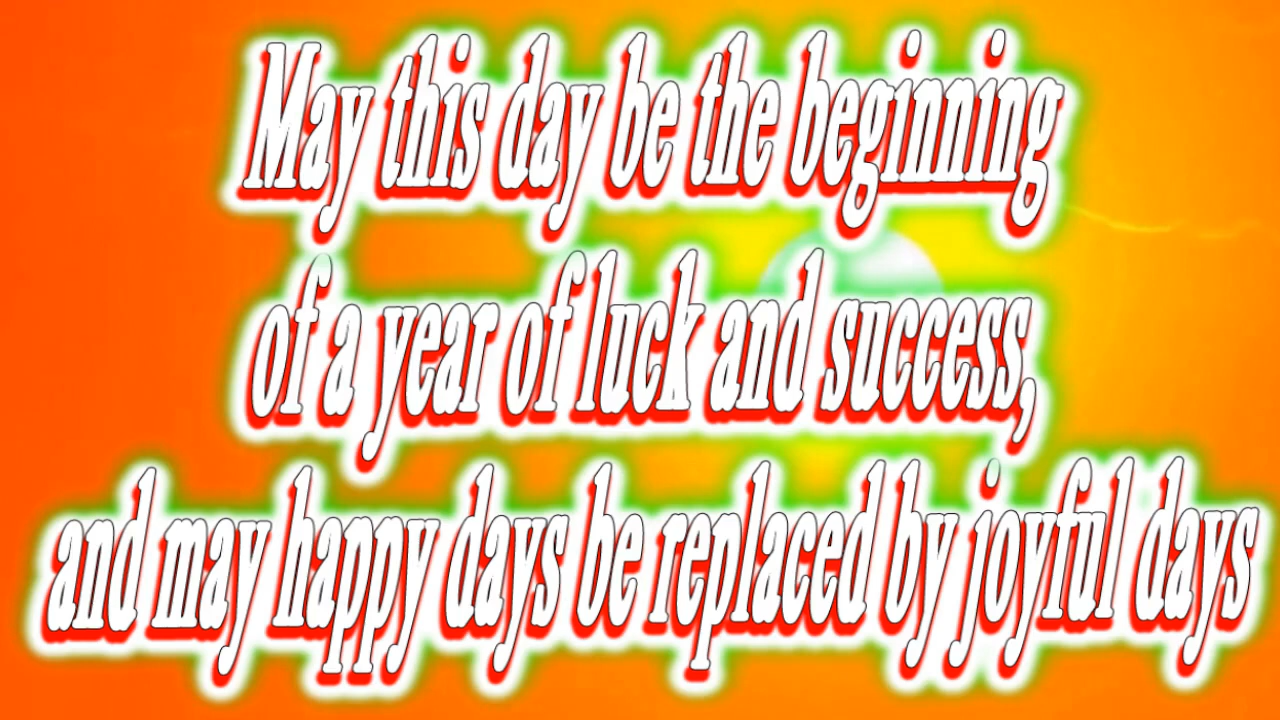 May this day be the beginning
of a year of luck and success,
and may happy days be replaced by joyful days